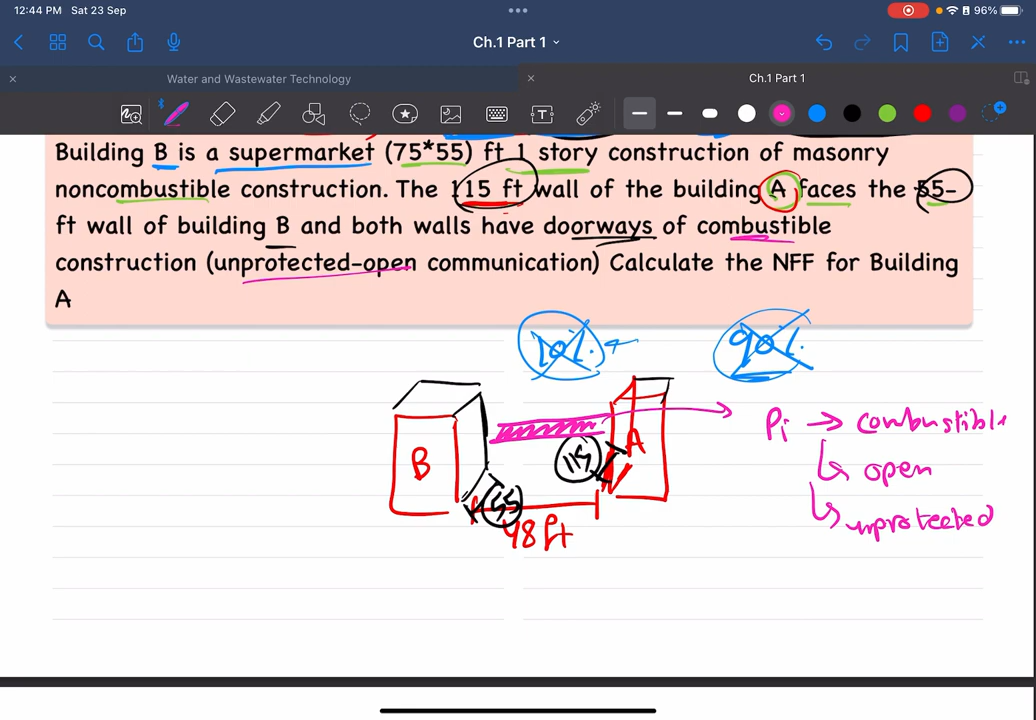 12:44 PM Sat 23 Sep
96%
Ch.1 Part 1
Water and Wastewater Technology
Ch.1 Part 1
Building B is a supermarket (75*55) ft 1 story construction of masonry
noncombustible construction. The 115 ft wall of the building A faces the 55-
ft wall of building B and both walls have doorways of combustible
construction (unprotected-open communication) Calculate the NFF for Building
A
10%.
90%.
Pi → combustible
B
115
A
open
55
unprotected
48 ft